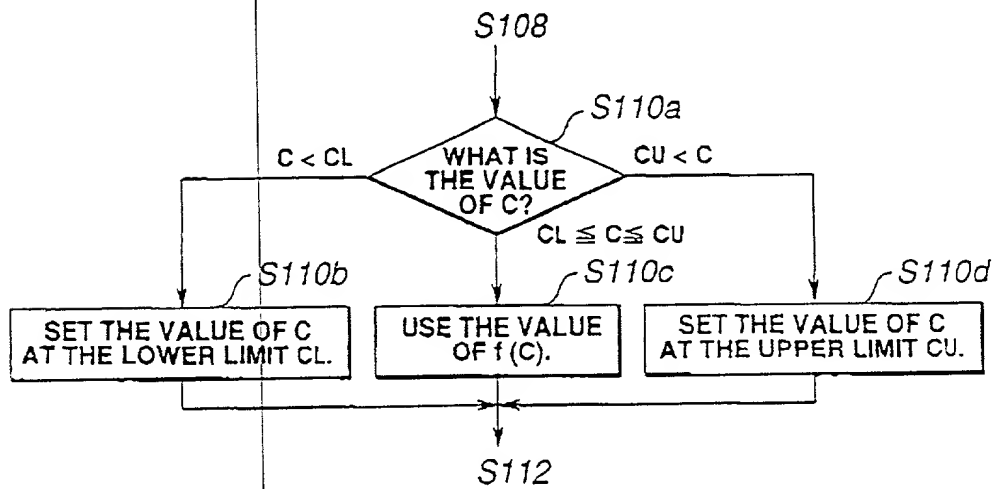 S108
S110a
C < CL
WHAT IS
THE VALUE
OF C?
CU < C
CL ≦ C ≦ CU
S110b
S110c
S110d
SET THE VALUE OF C
AT THE LOWER LIMIT CL.
USE THE VALUE
OF f (C).
SET THE VALUE OF C
AT THE UPPER LIMIT CU.
S112